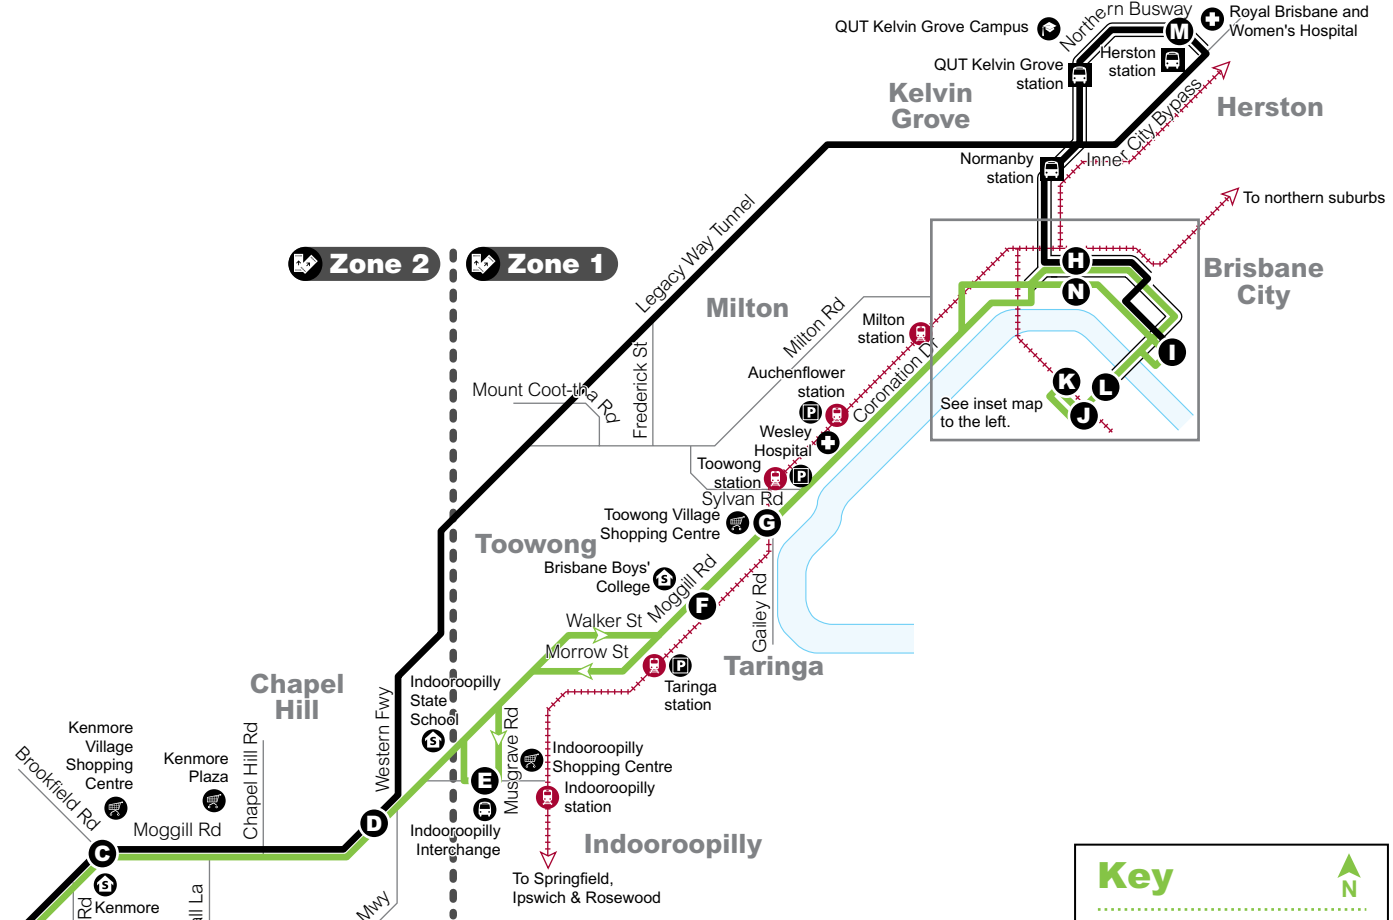 QUT Kelvin Grove Campus
Northern Busway
M
Royal Brisbane and
Women's Hospital
QUT Kelvin Grove
station
Herston
station
Kelvin
Grove
Herston
Inner City Bypass
Normanby
station
To northern suburbs
Zone 2
Zone 1
Legacy Way Tunnel
H
N
Brisbane
City
Milton
Milton Rd
Milton
station
Frederick St
Mount Coot-tha Rd
Auchenflower
station
P
Coronation Dr
I
K
L
J
See inset map
to the left.
Wesley
Hospital
Toowong
station
P
Sylvan Rd
Toowong Village
Shopping Centre
G
Toowong
Brisbane Boys'
College
S
Moggill Rd
F
Gailey Rd
Walker St
Morrow St
P
Taringa
station
Taringa
Chapel
Hill
Western Fwy
Indooroopilly
State
School
S
Musgrave Rd
Kenmore
Village
Shopping
Centre
Kenmore
Plaza
Chapel Hill Rd
Indooroopilly
Shopping Centre
E
Indooroopilly
station
Brookfield Rd
Moggill Rd
D
Indooroopilly
Interchange
Indooroopilly
C
S
Kenmore
Rd
all La
Mwy
To Springfield,
Ipswich & Rosewood
Key
N